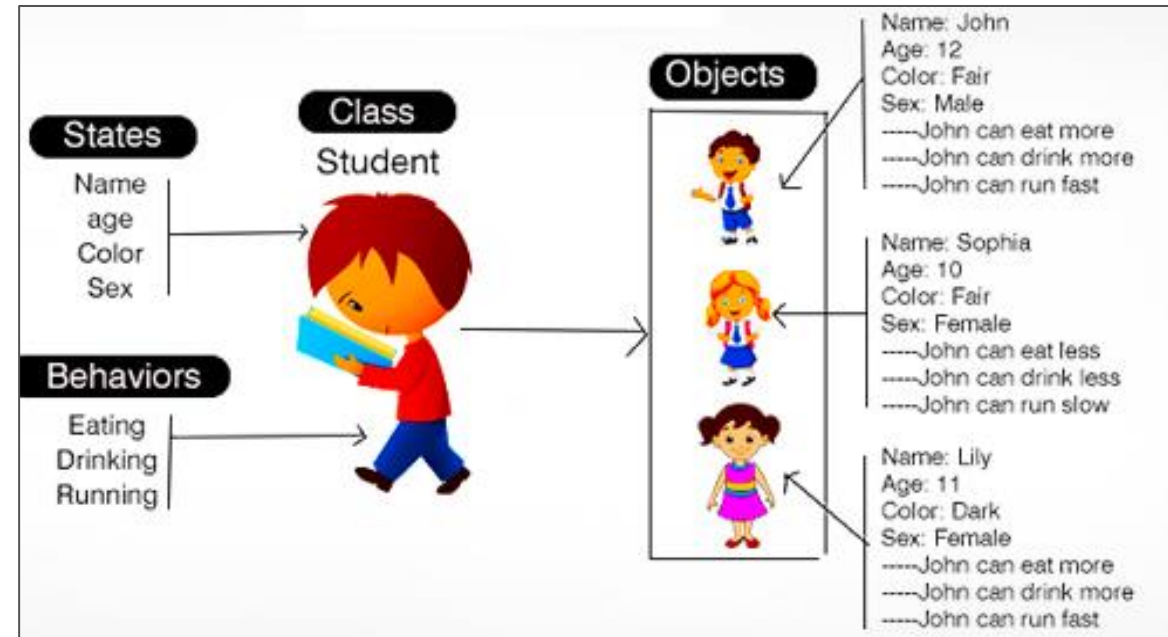 States
Name
age
Color
Sex
Behaviors
Eating
Drinking
Running
Class
Student
Objects
Name: John
Age: 12
Color: Fair
Sex: Male
-----John can eat more
-----John can drink more
-----John can run fast
Name: Sophia
Age: 10
Color: Fair
Sex: Female
-----John can eat less
-----John can drink less
-----John can run slow
Name: Lily
Age: 11
Color: Dark
Sex: Female
-----John can eat more
-----John can drink more
-----John can run fast